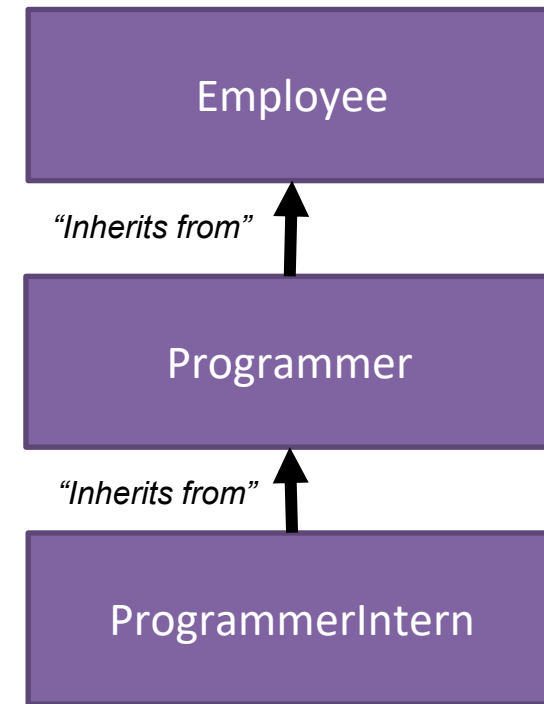 Employee
“Inherits from”
Programmer
“Inherits from”
ProgrammerIntern